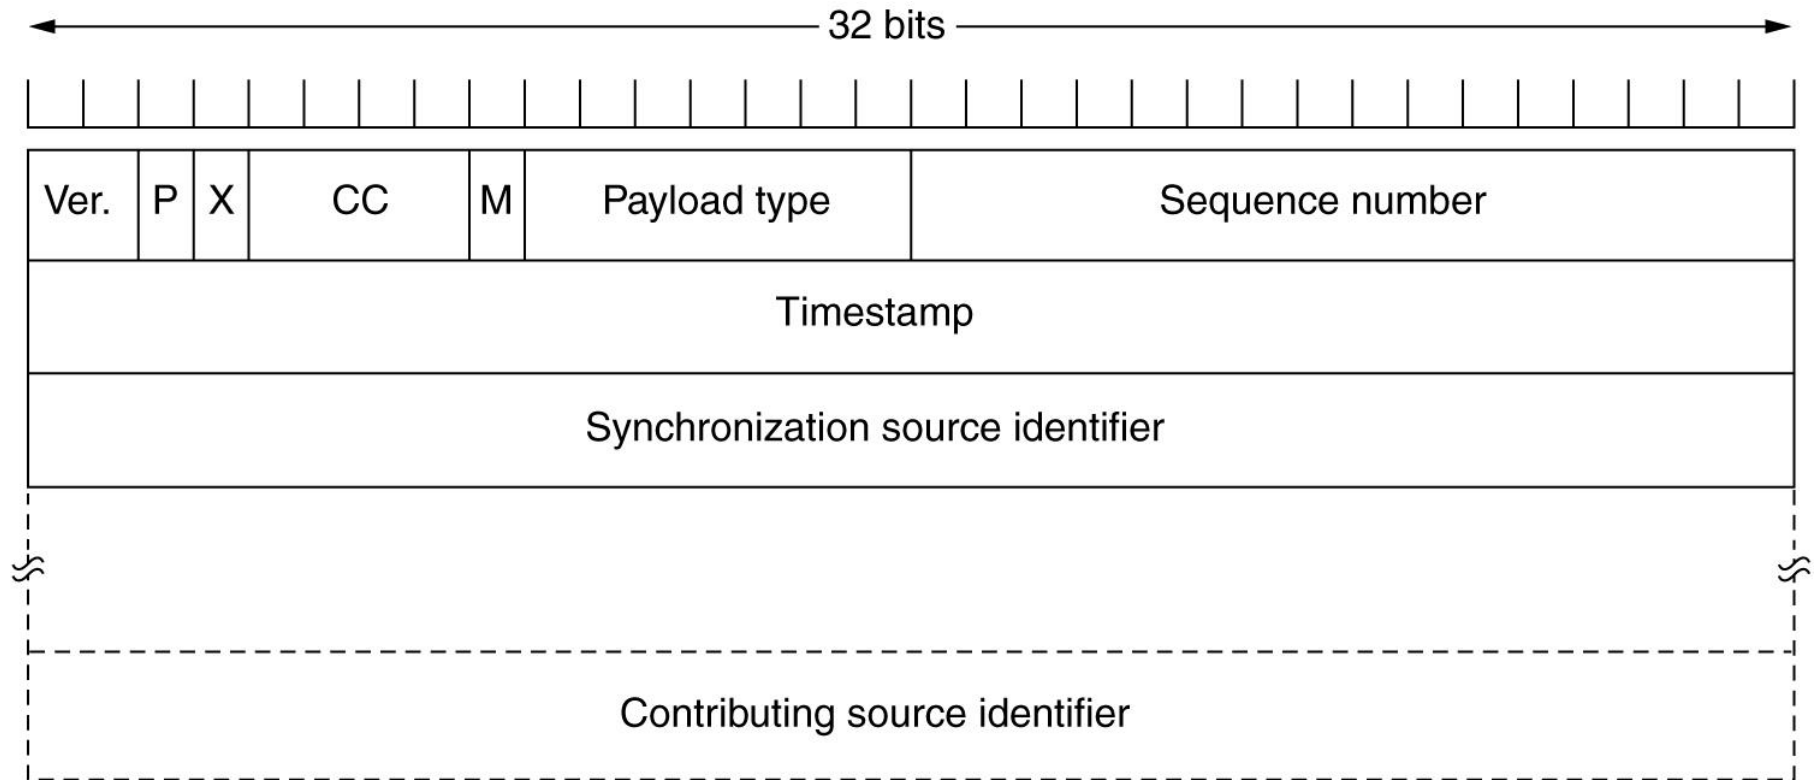 32 bits
Ver. P X CC M Payload type Sequence number
Timestamp
Synchronization source identifier
Contributing source identifier